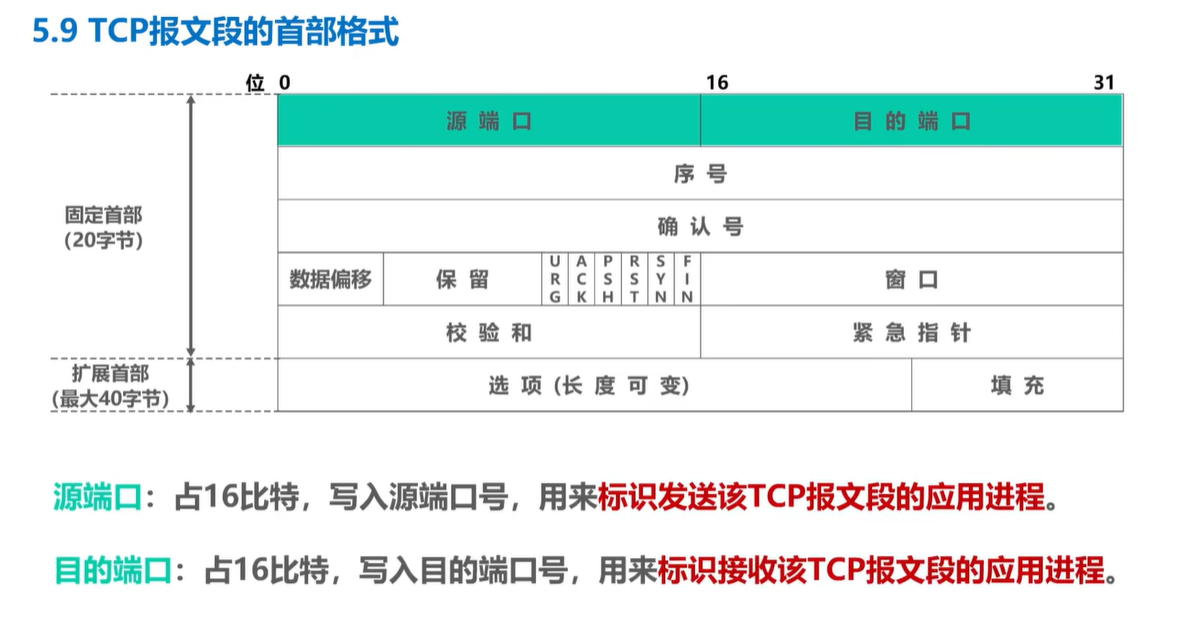 5.9 TCP报文段的首部格式
位 0 16 31
源 端 口 目 的 端 口
序 号
固定首部
(20字节)
确 认 号
数据偏移 保 留 URG ACK PSH RST SYN FIN 窗 口
校 验 和 紧 急 指 针
扩展首部
(最大40字节)
选 项 (长 度 可 变) 填 充
源端口：占16比特，写入源端口号，用来标识发送该TCP报文段的应用进程。
目的端口：占16比特，写入目的端口号，用来标识接收该TCP报文段的应用进程。